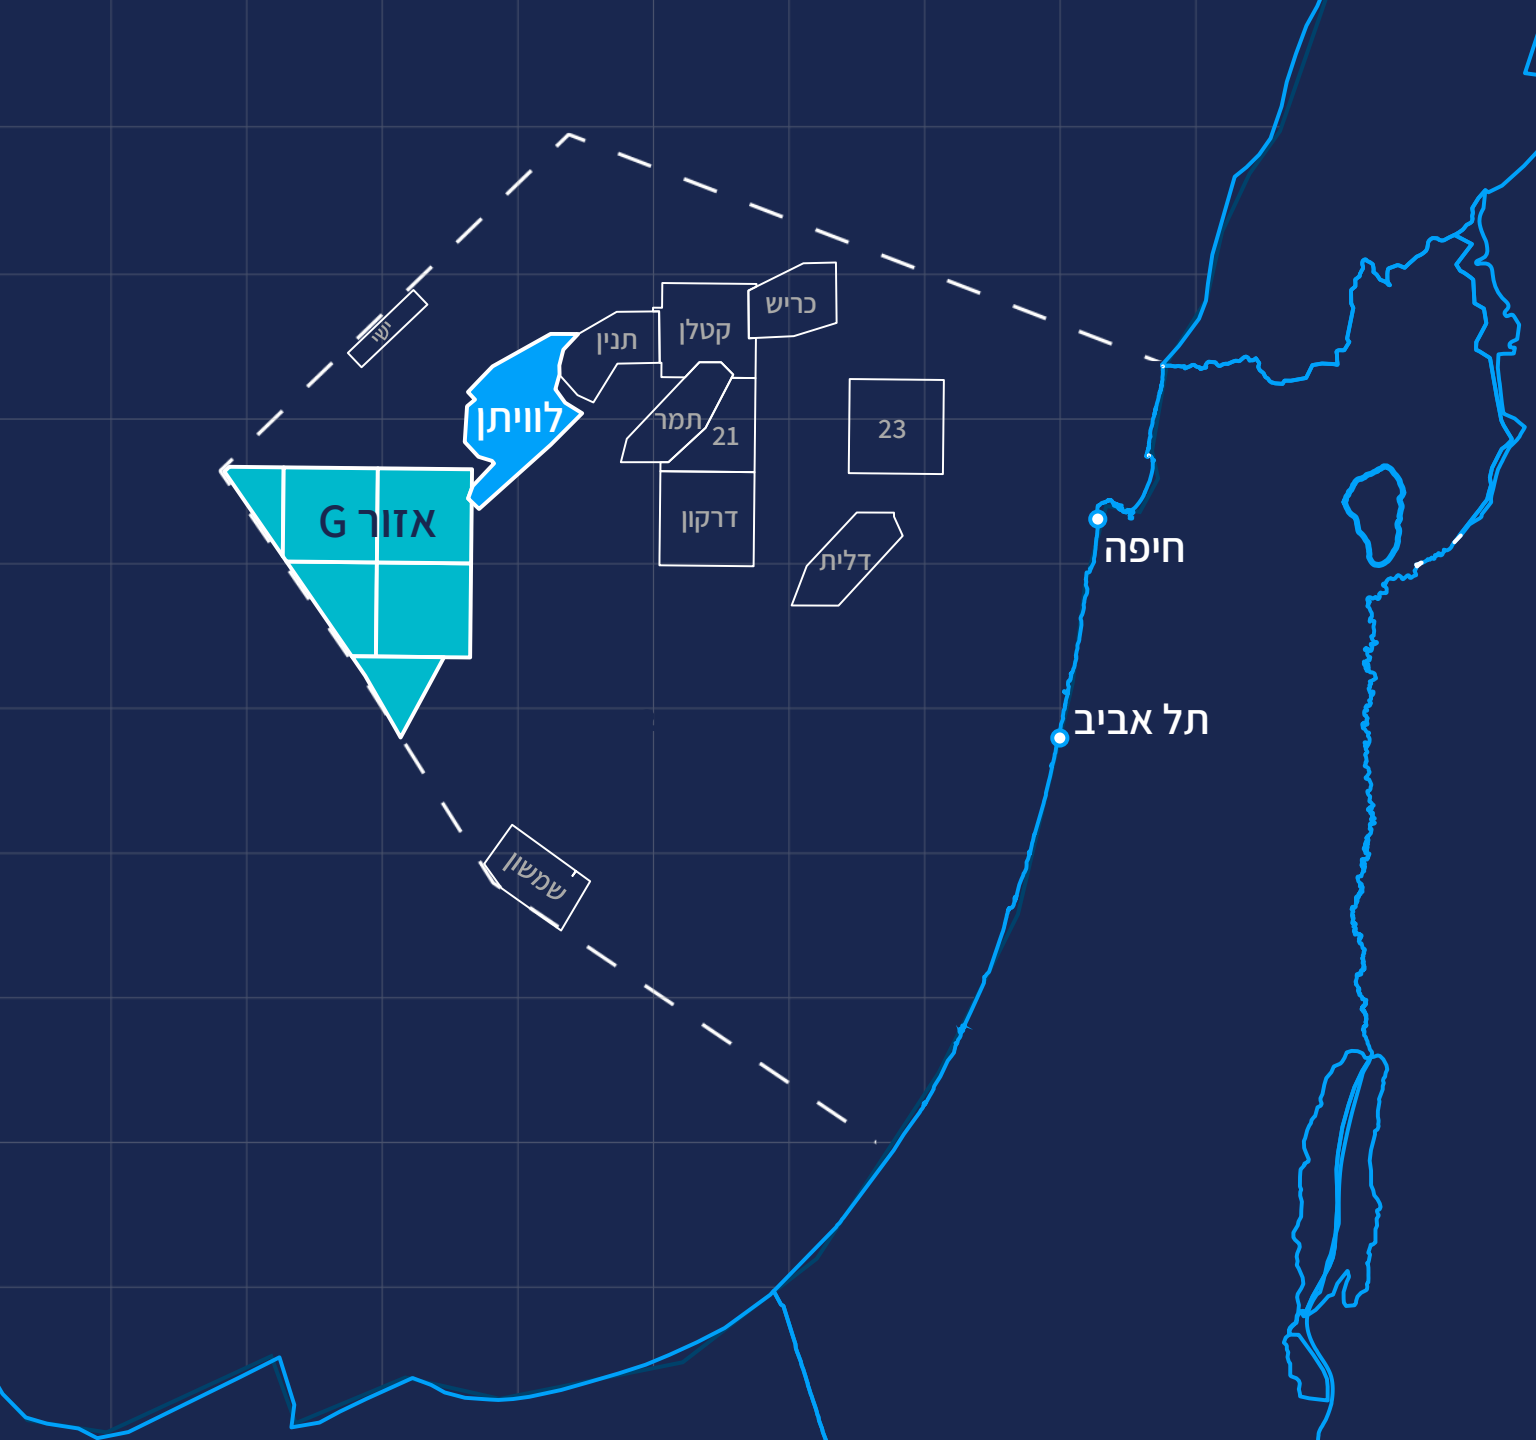 כריש
ישי
קטלן
תנין
לוויתן
תמר
21
23
אזור G
דרקון
חיפה
דלית
תל אביב
שמשון